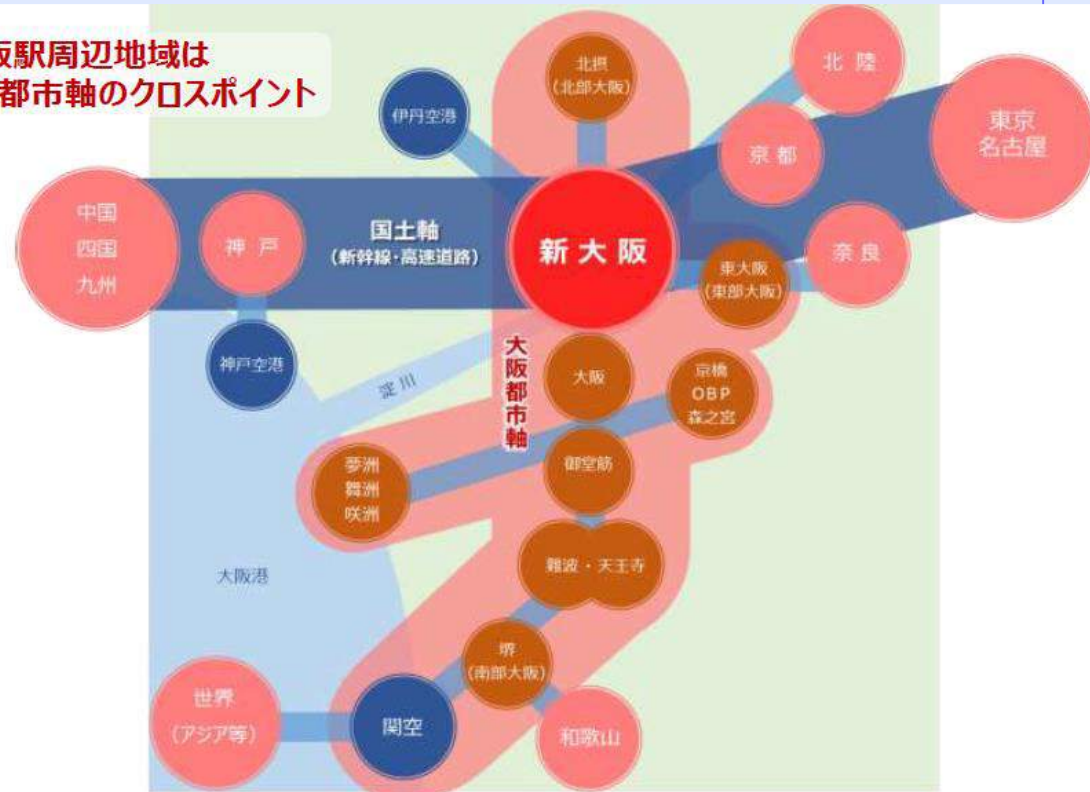 阪駅周辺地域は
都市軸のクロスポイント
北摂
(北部大阪)
北陸
伊丹空港
東京
名古屋
京都
中国
四国
九州
神戸
国土軸
(新幹線・高速道路)
新大阪
東大阪
(東部大阪)
奈良
神戸空港
淀川
大阪都市軸
大阪
京橋
OBP
森之宮
夢洲
舞洲
咲洲
御堂筋
大阪港
難波・天王寺
堺
(南部大阪)
世界
(アジア等)
関空
和歌山